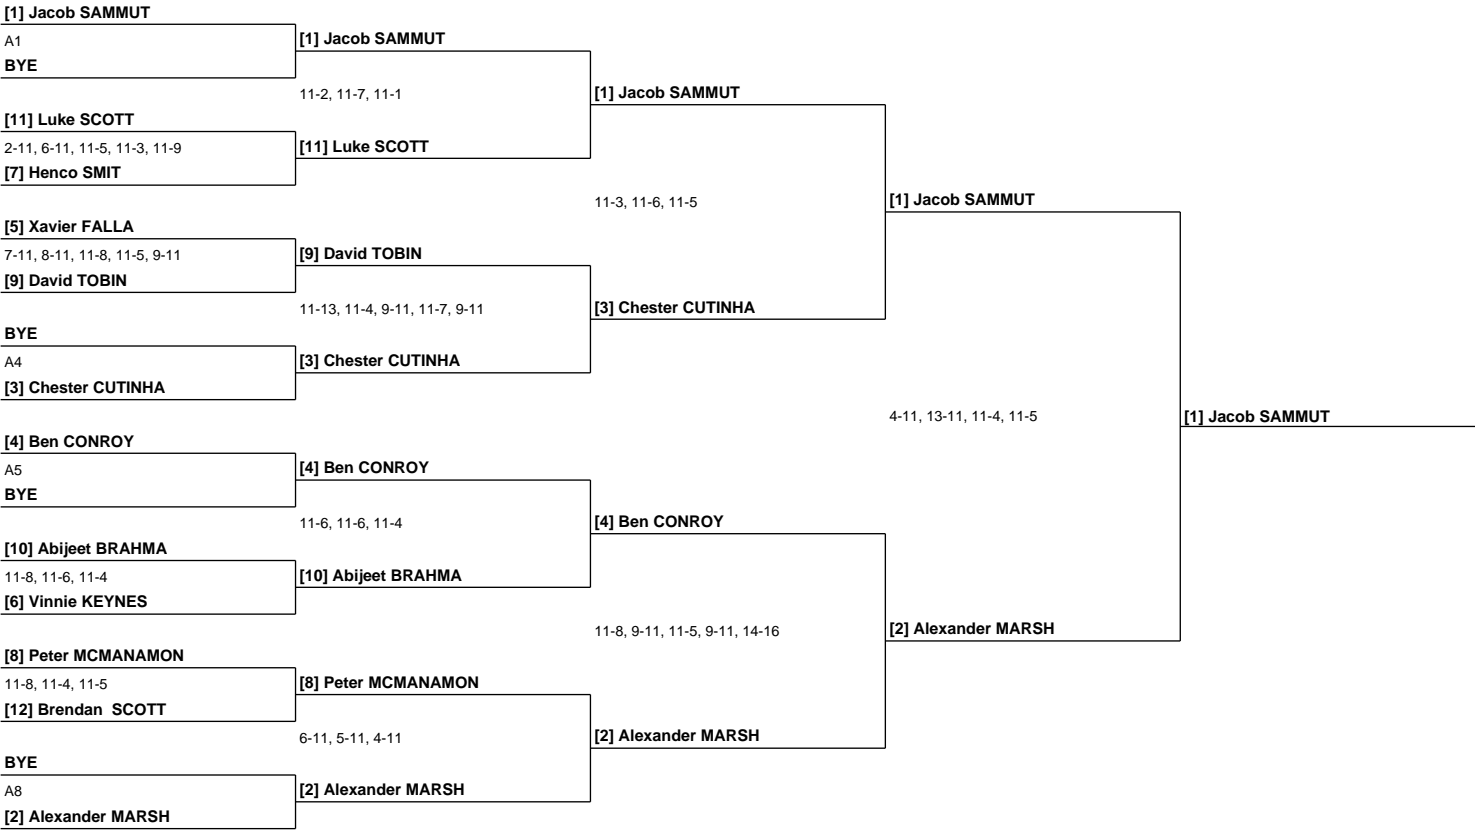 [1] Jacob SAMMUT
A1
BYE
[11] Luke SCOTT
2-11, 6-11, 11-5, 11-3, 11-9
[7] Henco SMIT
[5] Xavier FALLA
7-11, 8-11, 11-8, 11-5, 9-11
[9] David TOBIN
BYE
A4
[3] Chester CUTINHA
[4] Ben CONROY
A5
BYE
[10] Abijeet BRAHMA
11-8, 11-6, 11-4
[6] Vinnie KEYNES
[8] Peter MCMANAMON
11-8, 11-4, 11-5
[12] Brendan  SCOTT
BYE
A8
[2] Alexander MARSH
[1] Jacob SAMMUT
11-2, 11-7, 11-1
[11] Luke SCOTT
[9] David TOBIN
11-13, 11-4, 9-11, 11-7, 9-11
[3] Chester CUTINHA
[4] Ben CONROY
11-6, 11-6, 11-4
[10] Abijeet BRAHMA
[8] Peter MCMANAMON
6-11, 5-11, 4-11
[2] Alexander MARSH
[1] Jacob SAMMUT
11-3, 11-6, 11-5
[3] Chester CUTINHA
[4] Ben CONROY
11-8, 9-11, 11-5, 9-11, 14-16
[2] Alexander MARSH
[1] Jacob SAMMUT
4-11, 13-11, 11-4, 11-5
[2] Alexander MARSH
[1] Jacob SAMMUT